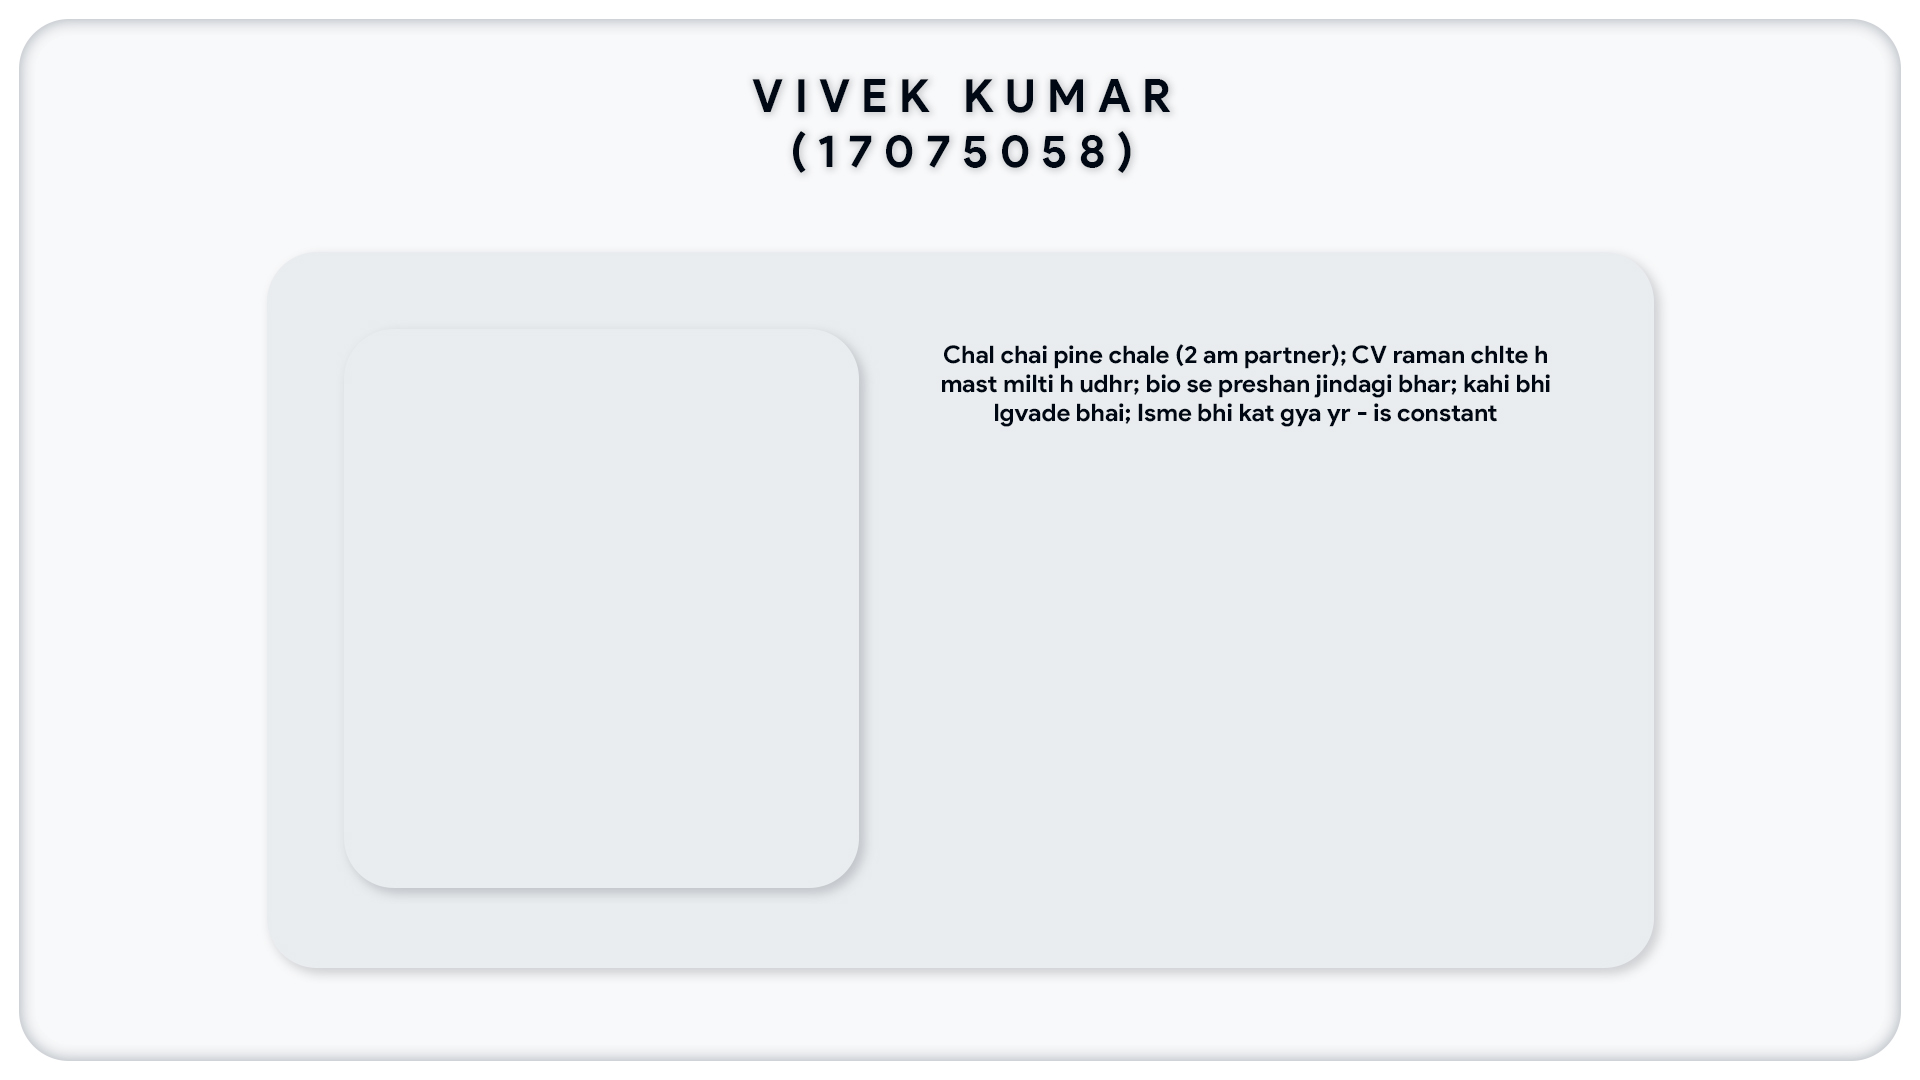 VIVEK KUMAR
(17075058)
Chal chai pine chale (2 am partner); CV raman chlte h
mast milti h udhr; bio se preshan jindagi bhar; kahi bhi
lgvade bhai; Isme bhi kat gya yr - is constant